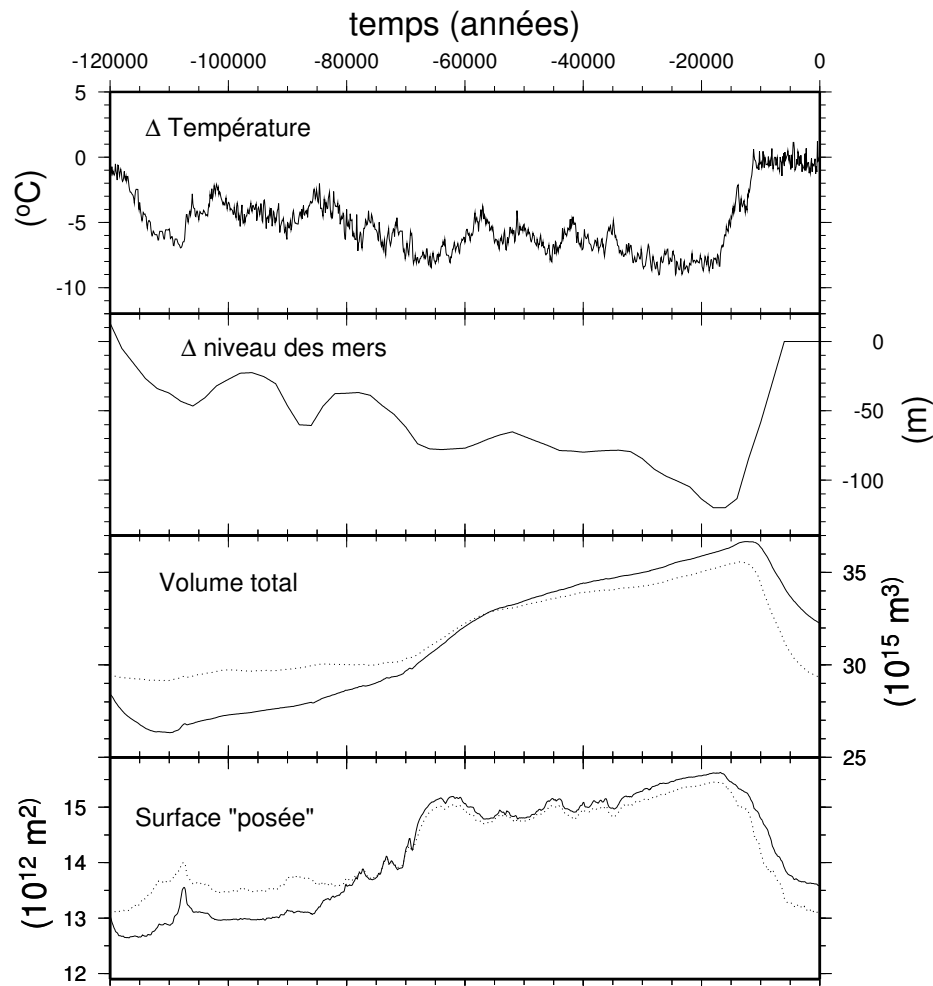 temps (années)
-120000 -100000 -80000 -60000 -40000 -20000 0
5
Δ Température
0
(ºC)
-5
-10
Δ niveau des mers
0
-50
(m)
-100
Volume total
35
(10¹⁵ m³)
30
25
Surface "posée"
15
(10¹² m²)
14
13
12